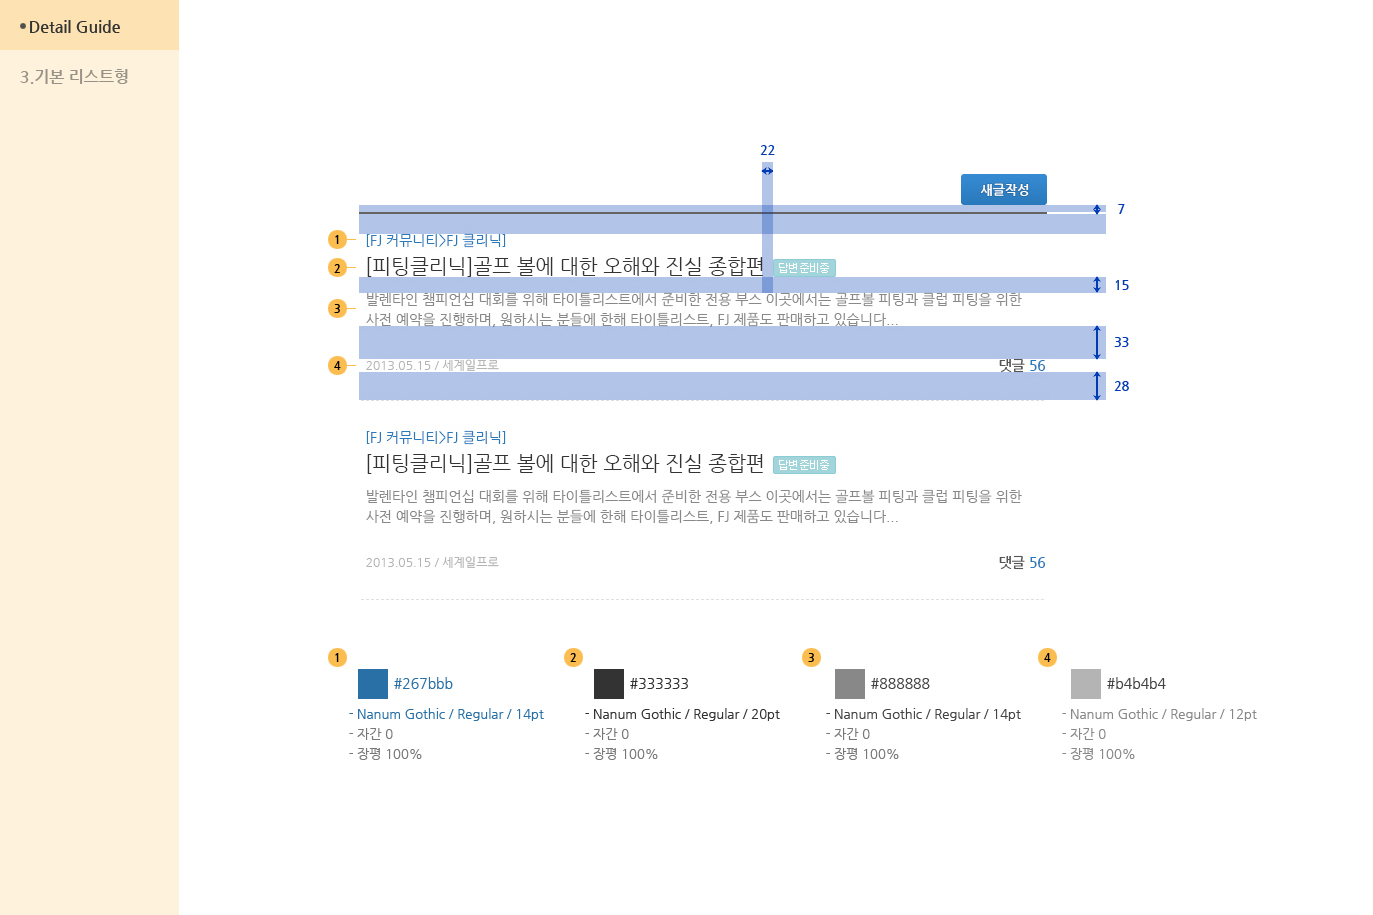 Detail Guide
3.기본 리스트형
22
새글작성
7
1
[FJ 커뮤니티>FJ 클리닉]
2
[피팅클리닉]골프 볼에 대한 오해와 진실 종합편 답변준비중
15
3
발렌타인 챔피언십 대회를 위해 타이틀리스트에서 준비한 전용 부스 이곳에서는 골프볼 피팅과 클럽 피팅을 위한
사전 예약을 진행하며, 원하시는 분들에 한해 타이틀리스트, FJ 제품도 판매하고 있습니다...
33
4
2013.05.15 / 세계일프로 댓글 56
28
[FJ 커뮤니티>FJ 클리닉]
[피팅클리닉]골프 볼에 대한 오해와 진실 종합편 답변준비중
발렌타인 챔피언십 대회를 위해 타이틀리스트에서 준비한 전용 부스 이곳에서는 골프볼 피팅과 클럽 피팅을 위한
사전 예약을 진행하며, 원하시는 분들에 한해 타이틀리스트, FJ 제품도 판매하고 있습니다...
2013.05.15 / 세계일프로 댓글 56
1
#267bbb
- Nanum Gothic / Regular / 14pt
- 자간 0
- 장평 100%
2
#333333
- Nanum Gothic / Regular / 20pt
- 자간 0
- 장평 100%
3
#888888
- Nanum Gothic / Regular / 14pt
- 자간 0
- 장평 100%
4
#b4b4b4
- Nanum Gothic / Regular / 12pt
- 자간 0
- 장평 100%